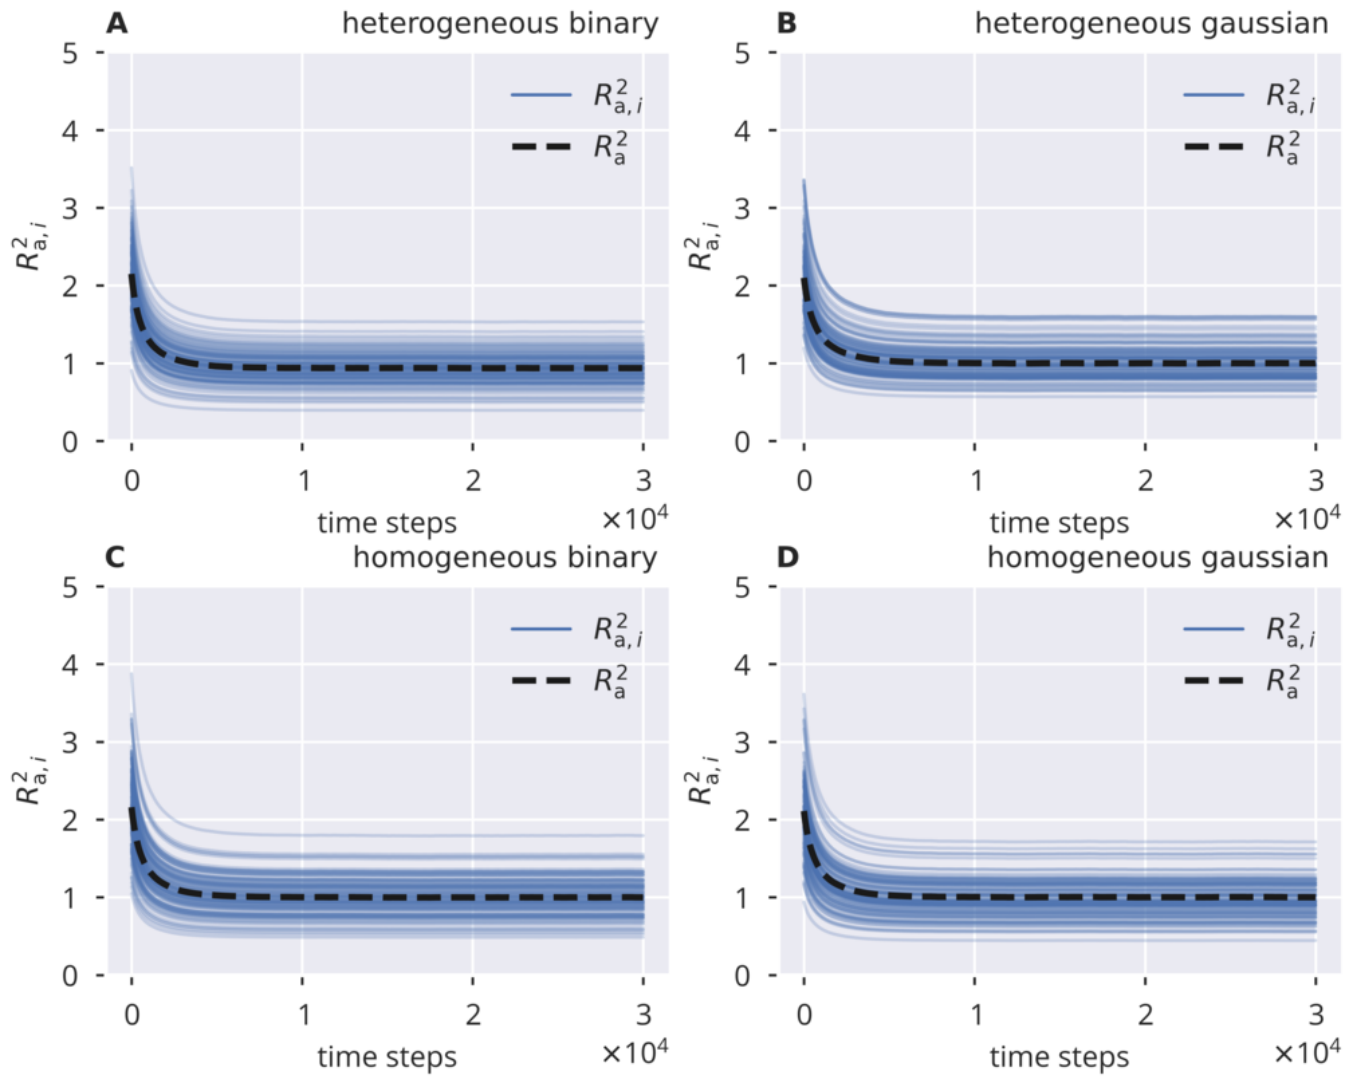 A heterogeneous binary
5
4
3
2
1
0
R²a,i
R²a,i
R²a
0 1 2 3
time steps ×10⁴
B heterogeneous gaussian
5
4
3
2
1
0
R²a,i
R²a,i
R²a
0 1 2 3
time steps ×10⁴
C homogeneous binary
5
4
3
2
1
0
R²a,i
R²a,i
R²a
0 1 2 3
time steps ×10⁴
D homogeneous gaussian
5
4
3
2
1
0
R²a,i
R²a,i
R²a
0 1 2 3
time steps ×10⁴